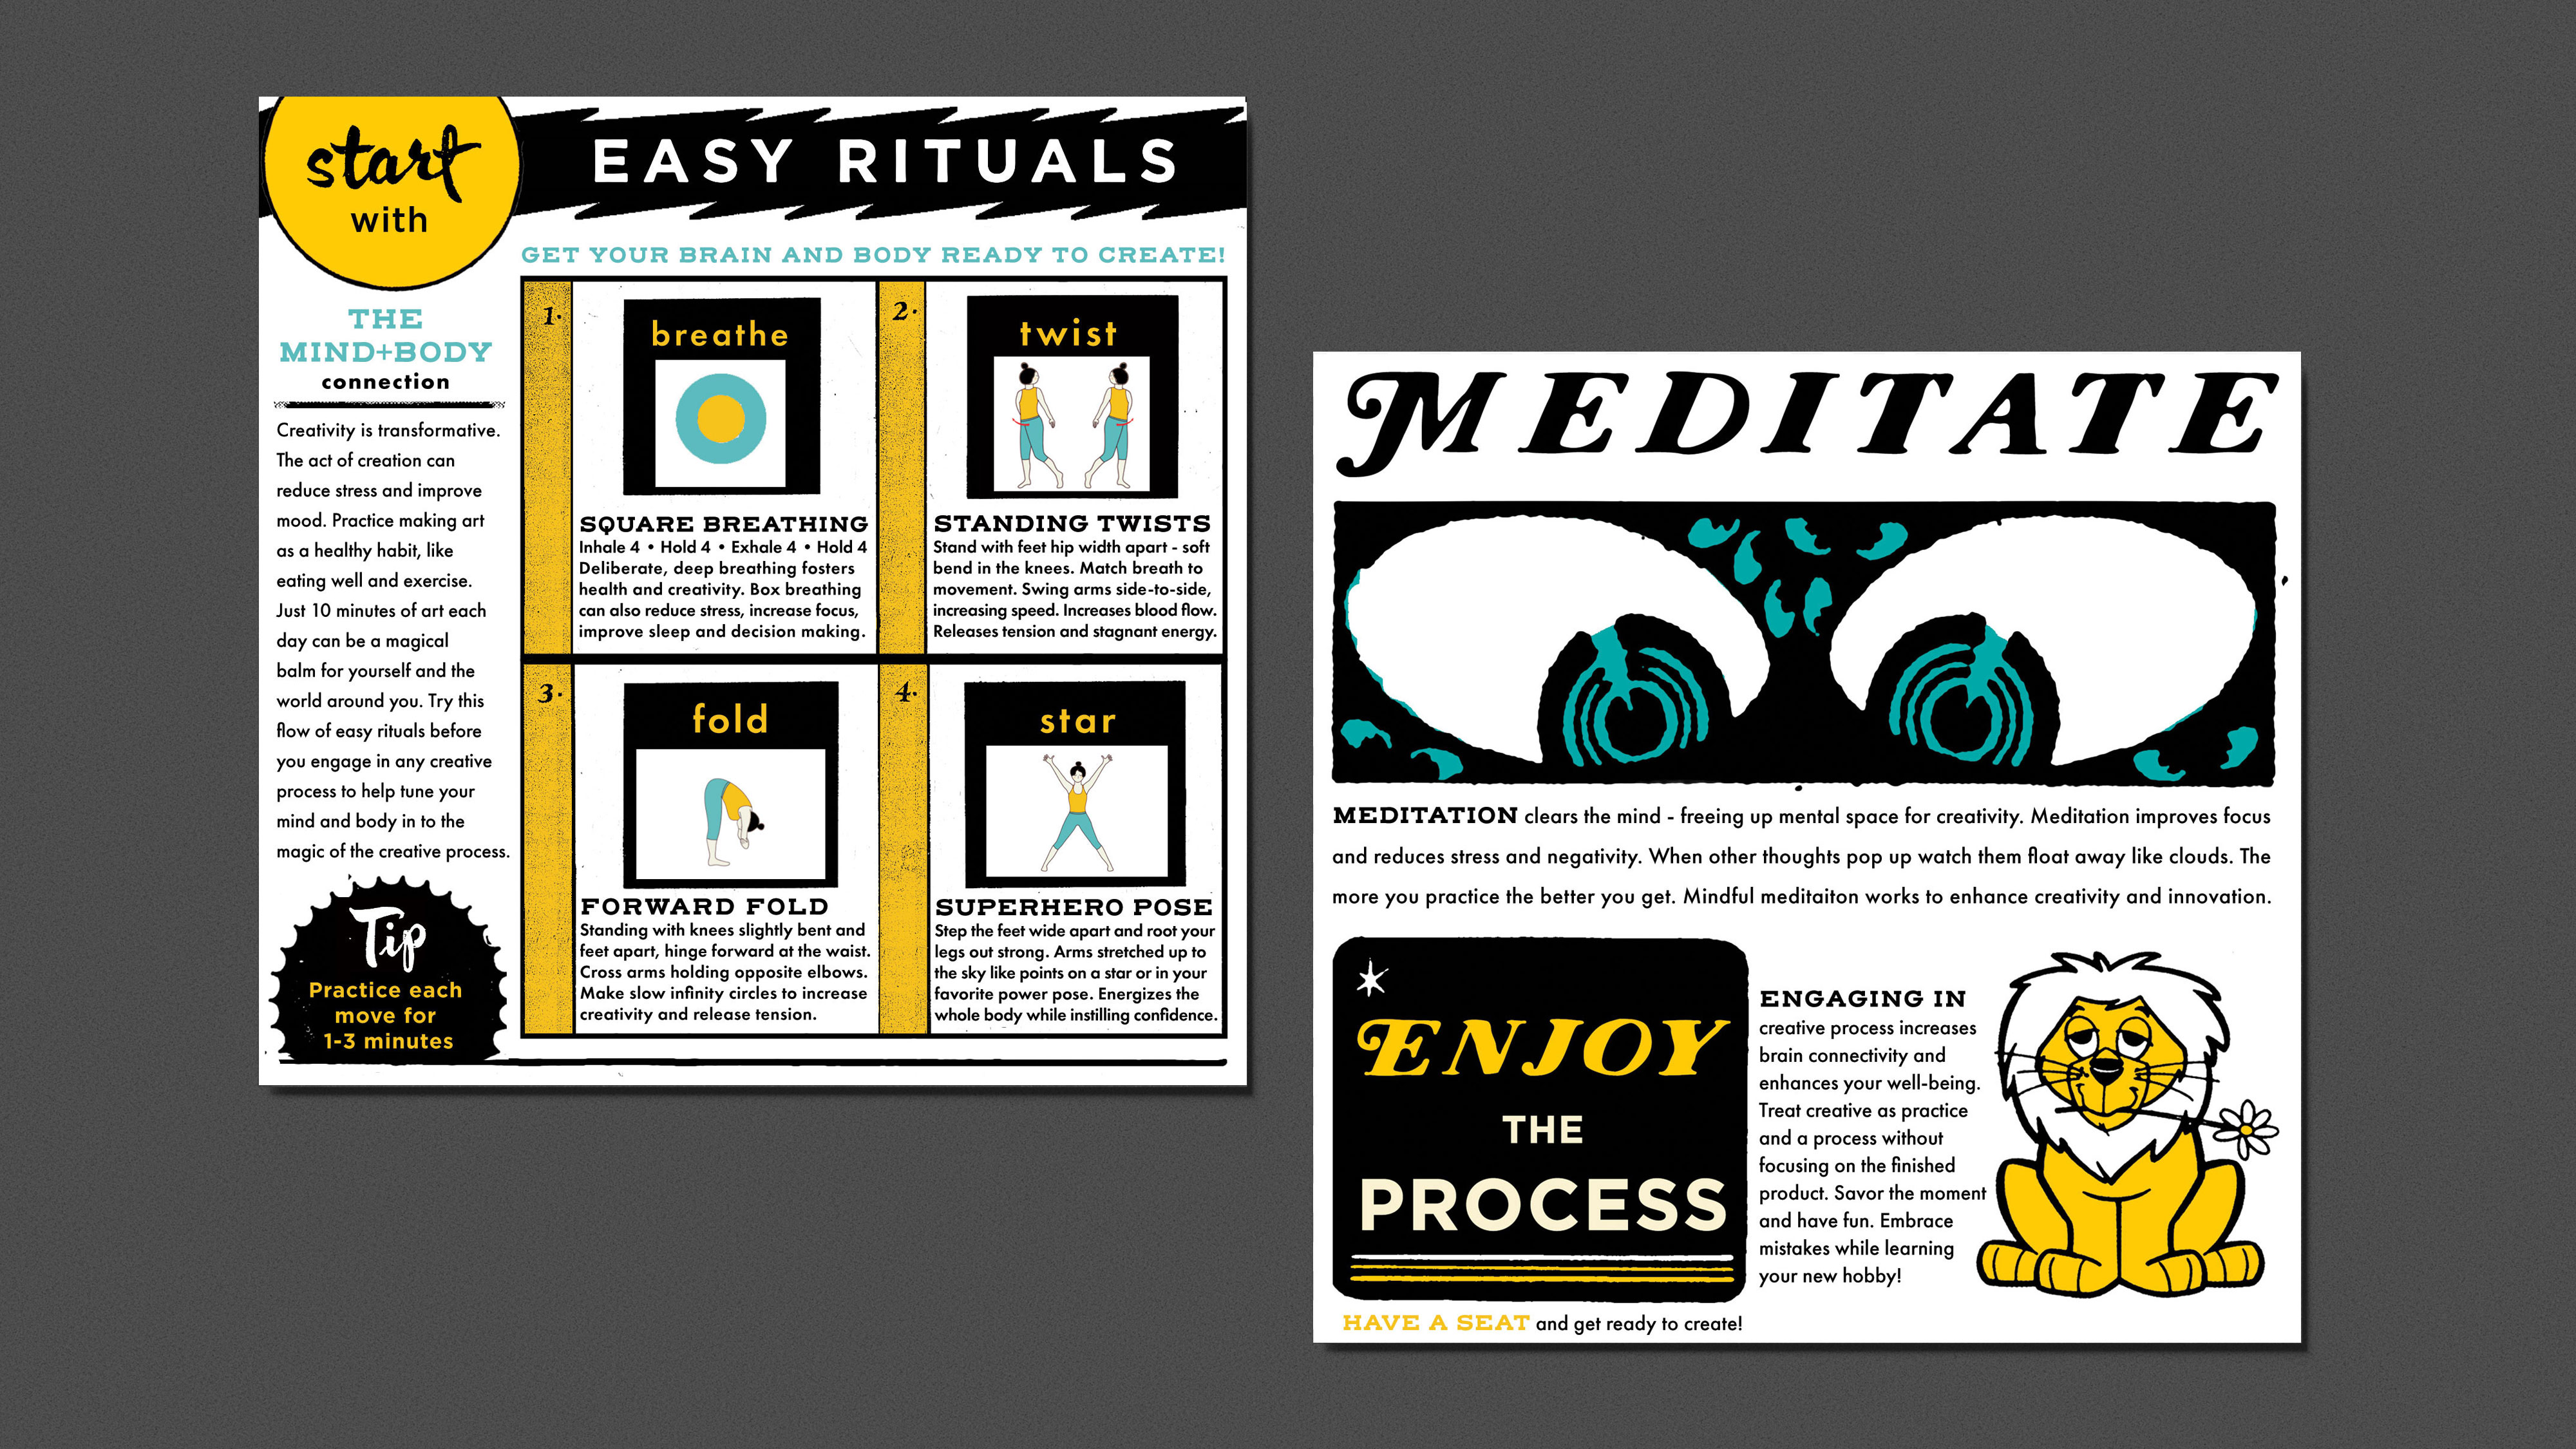 start
with
EASY RITUALS
GET YOUR BRAIN AND BODY READY TO CREATE!
THE
MIND+BODY
connection
Creativity is transformative.
The act of creation can
reduce stress and improve
mood. Practice making art
as a healthy habit, like
eating well and exercise.
Just 10 minutes of art each
day can be a magical
balm for yourself and the
world around you. Try this
flow of easy rituals before
you engage in any creative
process to help tune your
mind and body in to the
magic of the creative process.
Tip
Practice each
move for
1-3 minutes
1.
breathe
SQUARE BREATHING
Inhale 4 • Hold 4 • Exhale 4 • Hold 4
Deliberate, deep breathing fosters
health and creativity. Box breathing
can also reduce stress, increase focus,
improve sleep and decision making.
2.
twist
STANDING TWISTS
Stand with feet hip width apart - soft
bend in the knees. Match breath to
movement. Swing arms side-to-side,
increasing speed. Increases blood flow.
Releases tension and stagnant energy.
3.
fold
FORWARD FOLD
Standing with knees slightly bent and
feet apart, hinge forward at the waist.
Cross arms holding opposite elbows.
Make slow infinity circles to increase
creativity and release tension.
4.
star
SUPERHERO POSE
Step the feet wide apart and root your
legs out strong. Arms stretched up to
the sky like points on a star or in your
favorite power pose. Energizes the
whole body while instilling confidence.
MEDITATE
MEDITATION clears the mind - freeing up mental space for creativity. Meditation improves focus
and reduces stress and negativity. When other thoughts pop up watch them float away like clouds. The
more you practice the better you get. Mindful meditaiton works to enhance creativity and innovation.
ENJOY
THE
PROCESS
ENGAGING IN
creative process increases
brain connectivity and
enhances your well-being.
Treat creative as practice
and a process without
focusing on the finished
product. Savor the moment
and have fun. Embrace
mistakes while learning
your new hobby!
HAVE A SEAT and get ready to create!